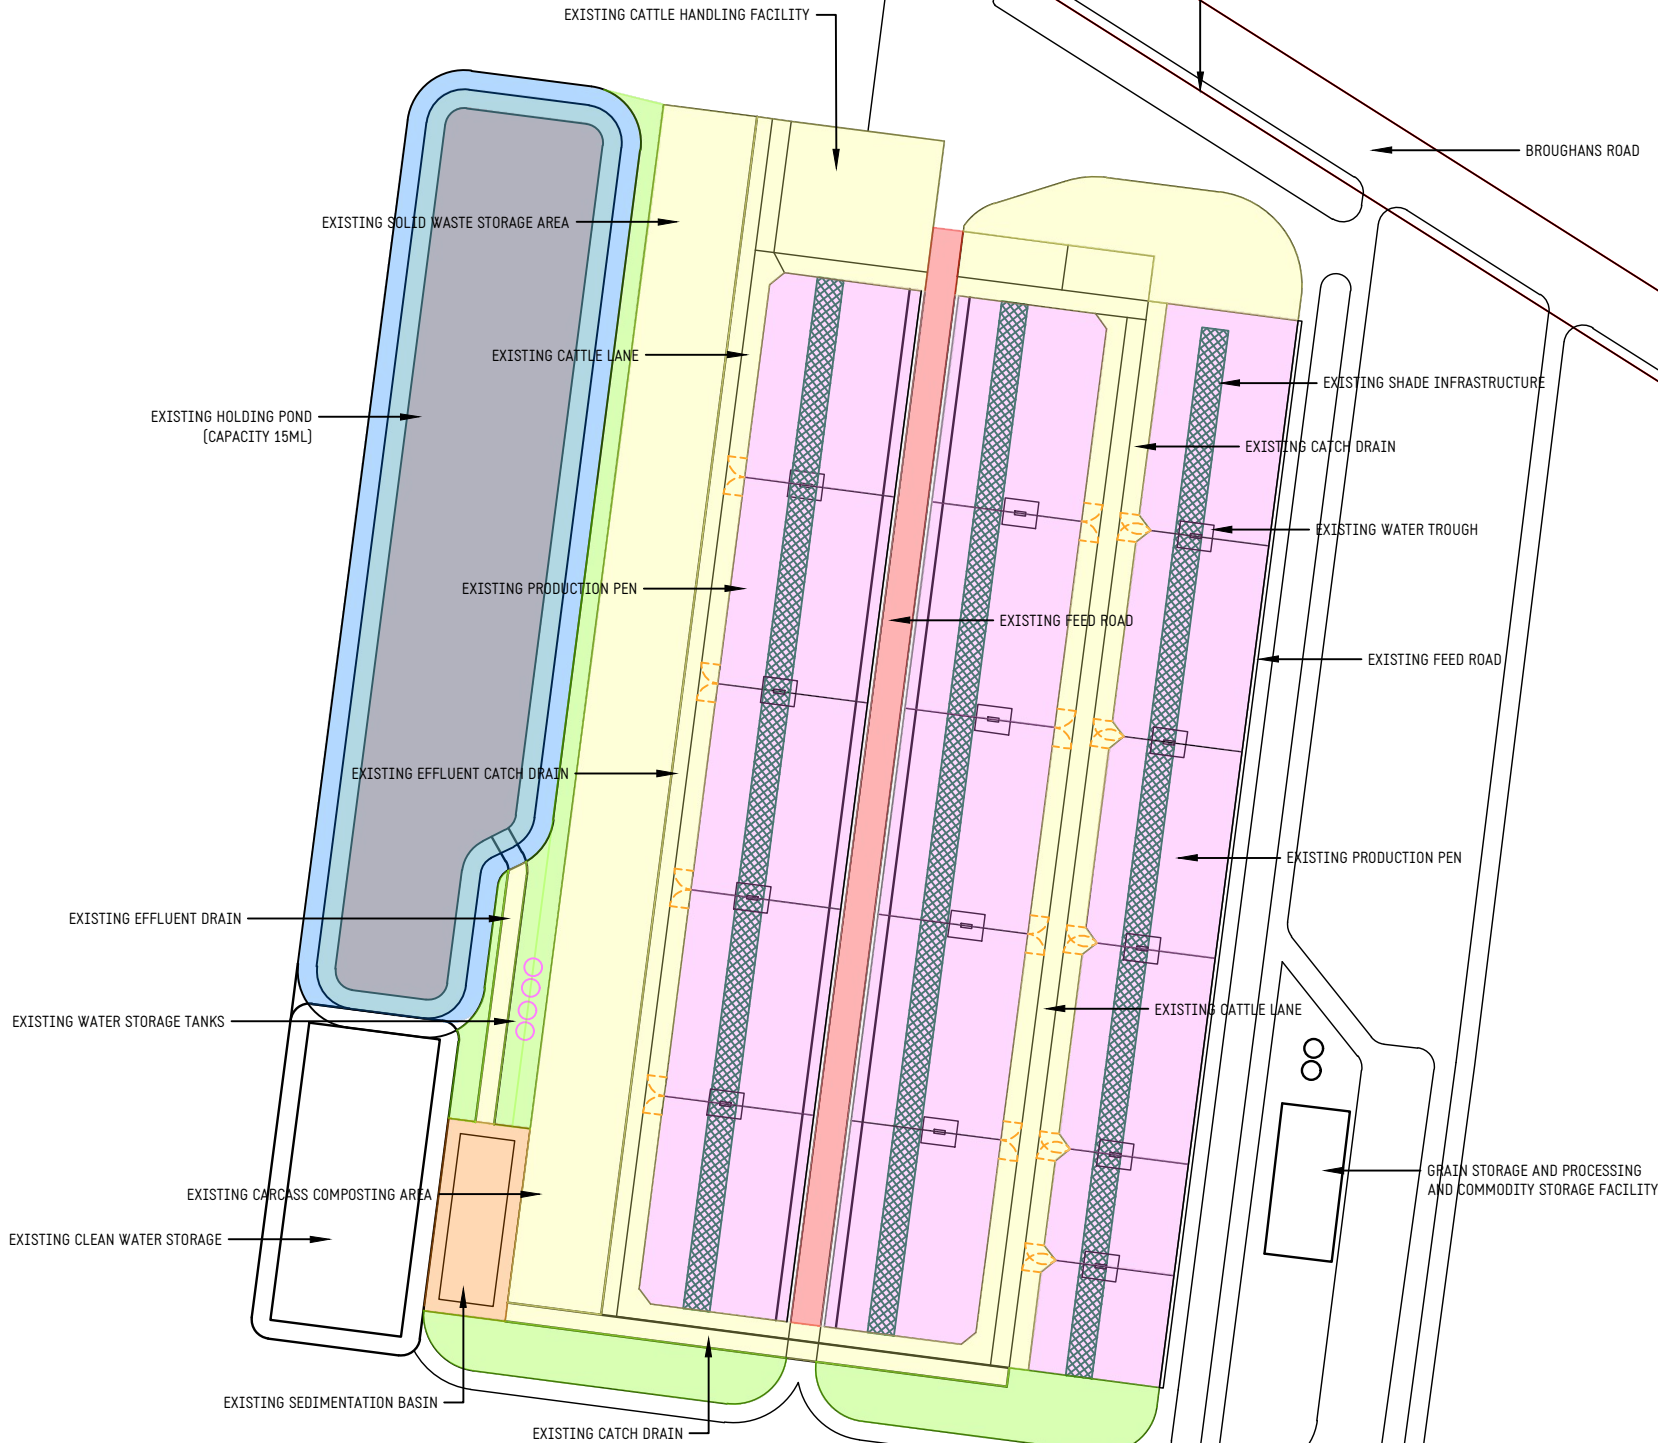 EXISTING CATTLE HANDLING FACILITY
BROUGHANS ROAD
EXISTING SOLID WASTE STORAGE AREA
EXISTING CATTLE LANE
EXISTING SHADE INFRASTRUCTURE
EXISTING HOLDING POND
(CAPACITY 15ML)
EXISTING CATCH DRAIN
EXISTING WATER TROUGH
EXISTING PRODUCTION PEN
EXISTING FEED ROAD
EXISTING FEED ROAD
EXISTING EFFLUENT CATCH DRAIN
EXISTING PRODUCTION PEN
EXISTING EFFLUENT DRAIN
EXISTING CATTLE LANE
EXISTING WATER STORAGE TANKS
GRAIN STORAGE AND PROCESSING
AND COMMODITY STORAGE FACILITY
EXISTING CARCASS COMPOSTING AREA
EXISTING CLEAN WATER STORAGE
EXISTING SEDIMENTATION BASIN
EXISTING CATCH DRAIN